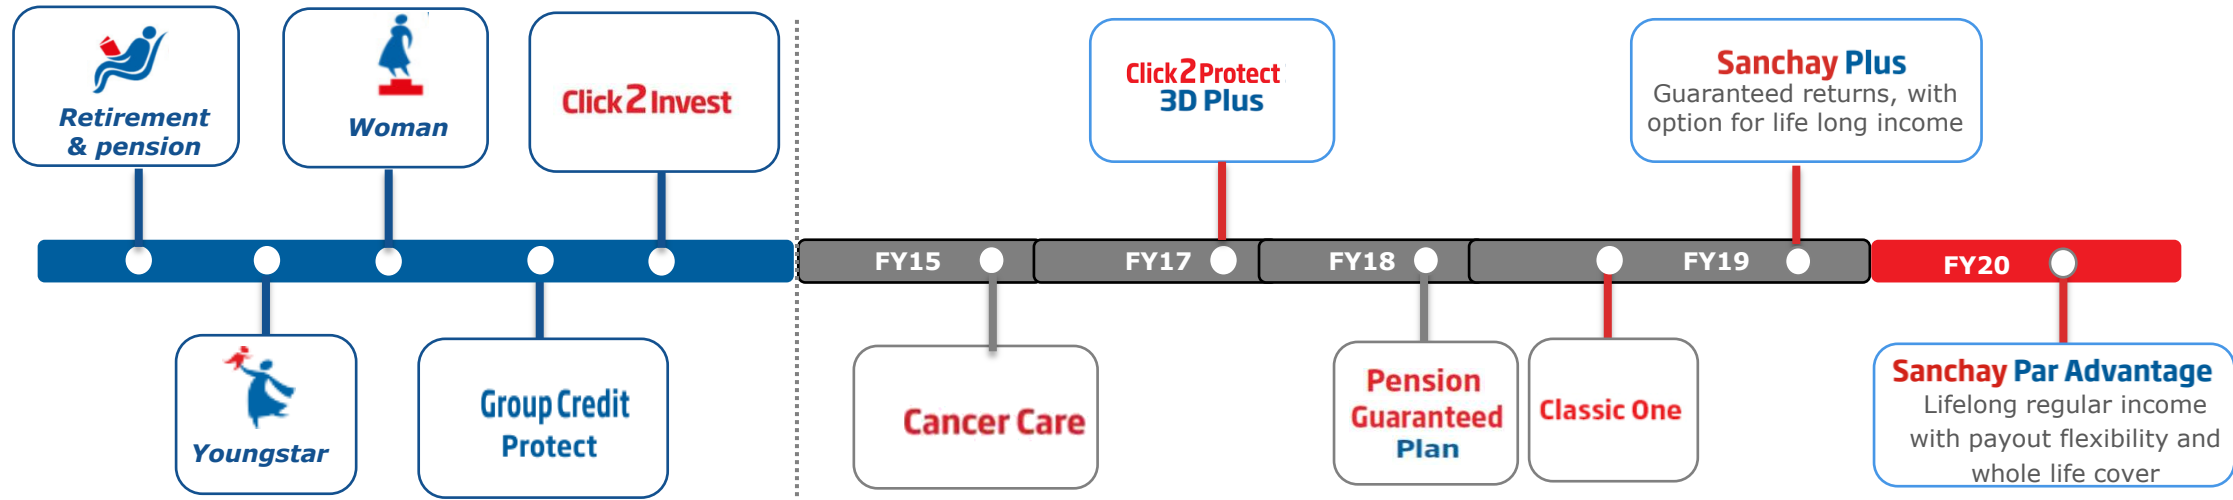 Retirement
& pension
Woman
Click2Invest
Click2Protect
3D Plus
Sanchay Plus
Guaranteed returns, with
option for life long income
FY15
FY17
FY18
FY19
FY20
Youngstar
Group Credit
Protect
Cancer Care
Pension
Guaranteed
Plan
Classic One
Sanchay Par Advantage
Lifelong regular income
with payout flexibility and
whole life cover